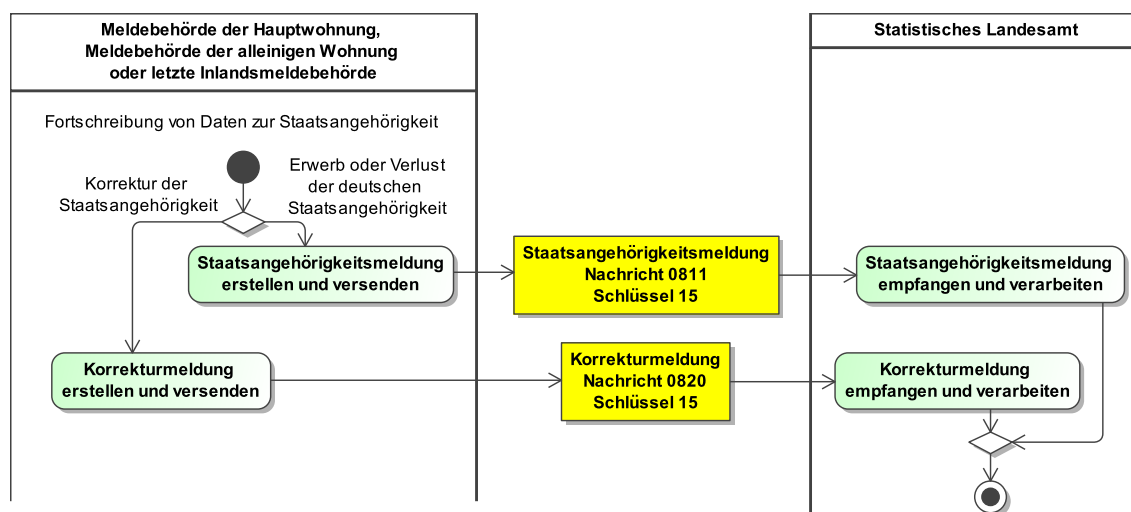 Meldebehörde der Hauptwohnung,
Meldebehörde der alleinigen Wohnung
oder letzte Inlandsmeldebehörde
Statistisches Landesamt
Fortschreibung von Daten zur Staatsangehörigkeit
Korrektur der
Staatsangehörigkeit
Erwerb oder Verlust
der deutschen
Staatsangehörigkeit
Staatsangehörigkeitsmeldung
erstellen und versenden
Staatsangehörigkeitsmeldung
Nachricht 0811
Schlüssel 15
Staatsangehörigkeitsmeldung
empfangen und verarbeiten
Korrekturmeldung
erstellen und versenden
Korrekturmeldung
Nachricht 0820
Schlüssel 15
Korrekturmeldung
empfangen und verarbeiten